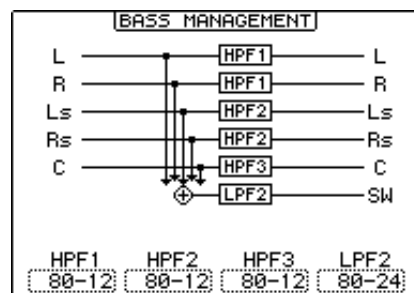 BASS MANAGEMENT
L HPF1 L
R HPF1 R
Ls HPF2 Ls
Rs HPF2 Rs
C HPF3 C
LPF2 SW
HPF1 HPF2 HPF3 LPF2
80-12 80-12 80-12 80-24